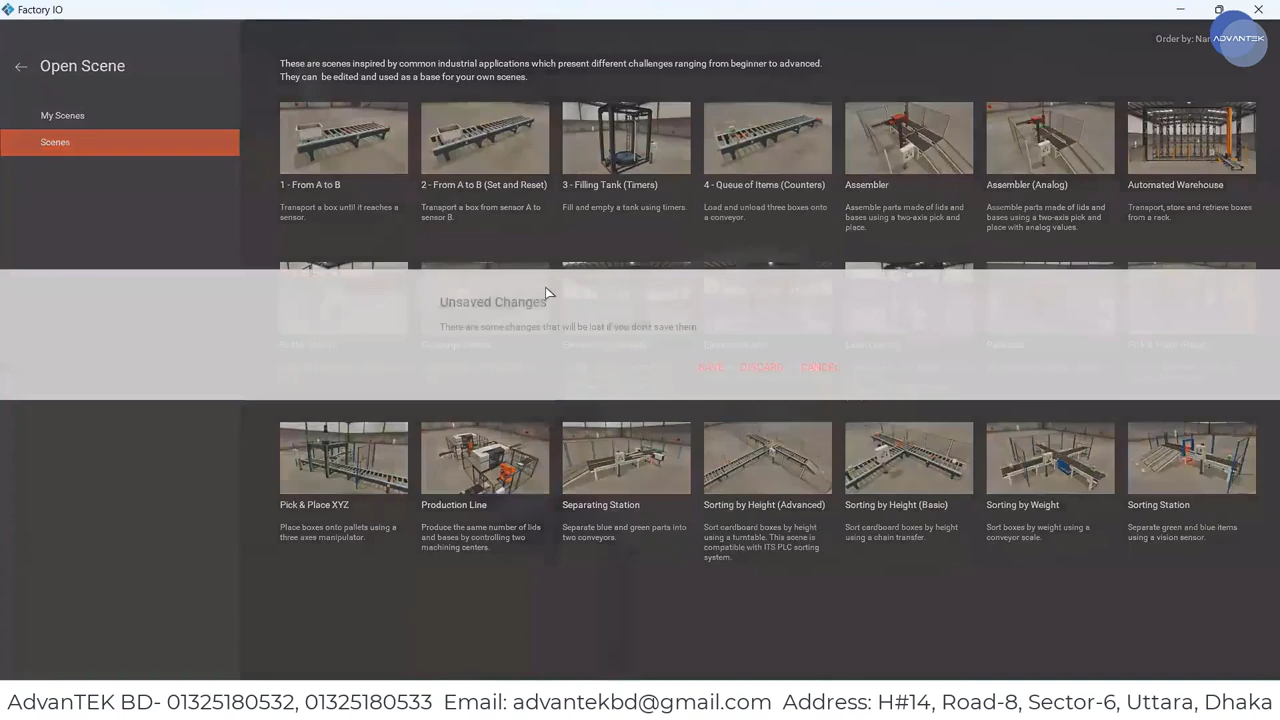 Factory IO
ADVANTEK
Order by:
Open Scene
My Scenes
Scenes
These are scenes inspired by common industrial applications which present different challenges ranging from beginner to advanced.
They can be edited and used as a base for your own scenes.
1 - From A to B
Transport a box until it reaches a
sensor.
2 - From A to B (Set and Reset)
Transport a box from sensor A to
sensor B.
3 - Filling Tank (Timers)
Fill and empty a tank using timers.
4 - Queue of Items (Counters)
Load and unload three boxes onto
a conveyor.
Assembler
Assemble parts made of lids and
bases using a two-axis pick and
place.
Assembler (Analog)
Assemble parts made of lids and
bases using a two-axis pick and
place with analog values.
Automated Warehouse
Transport, store and retrieve boxes
from a rack.
Unsaved Changes
There are some changes that will be lost if you don't save them
SAVE DISCARD CANCEL
Pick & Place XYZ
Place boxes onto pallets using a
three axes manipulator.
Production Line
Produce the same number of lids
and bases by controlling two
machining centers.
Separating Station
Separate blue and green parts into
two conveyors.
Sorting by Height (Advanced)
Sort cardboard boxes by height
using a turntable. This scene is
compatible with ITS PLC sorting
system.
Sorting by Height (Basic)
Sort cardboard boxes by height
using a chain transfer.
Sorting by Weight
Sort boxes by weight using a
conveyor scale.
Sorting Station
Separate green and blue items
using a vision sensor.
AdvanTEK BD- 01325180532, 01325180533 Email: advantekbd@gmail.com Address: H#14, Road-8, Sector-6, Uttara, Dhaka